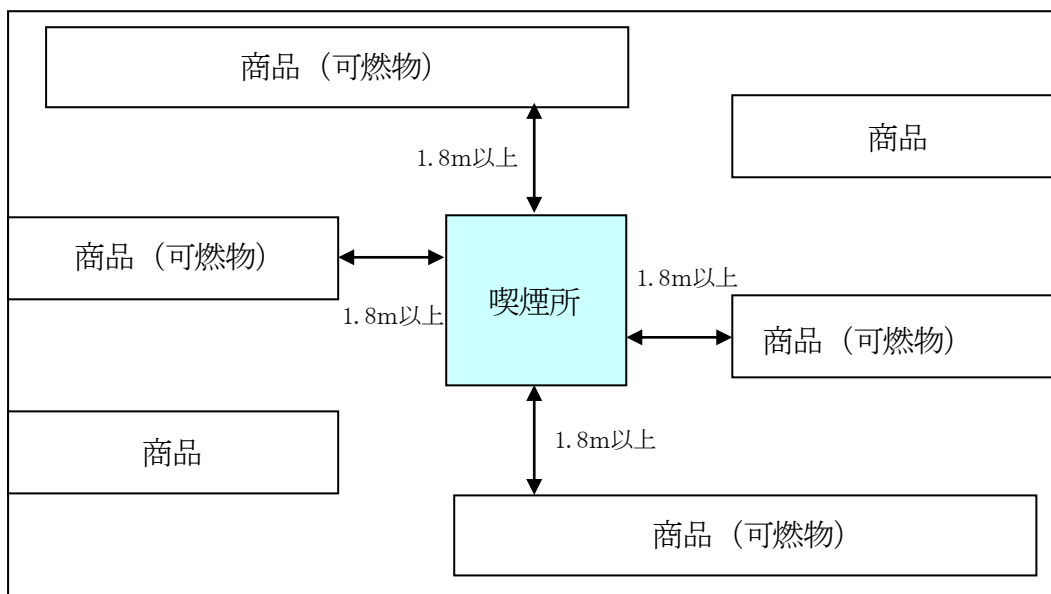 商品（可燃物）
商品
1.8m以上
商品（可燃物）
1.8m以上
喫煙所
1.8m以上
商品（可燃物）
商品
1.8m以上
商品（可燃物）